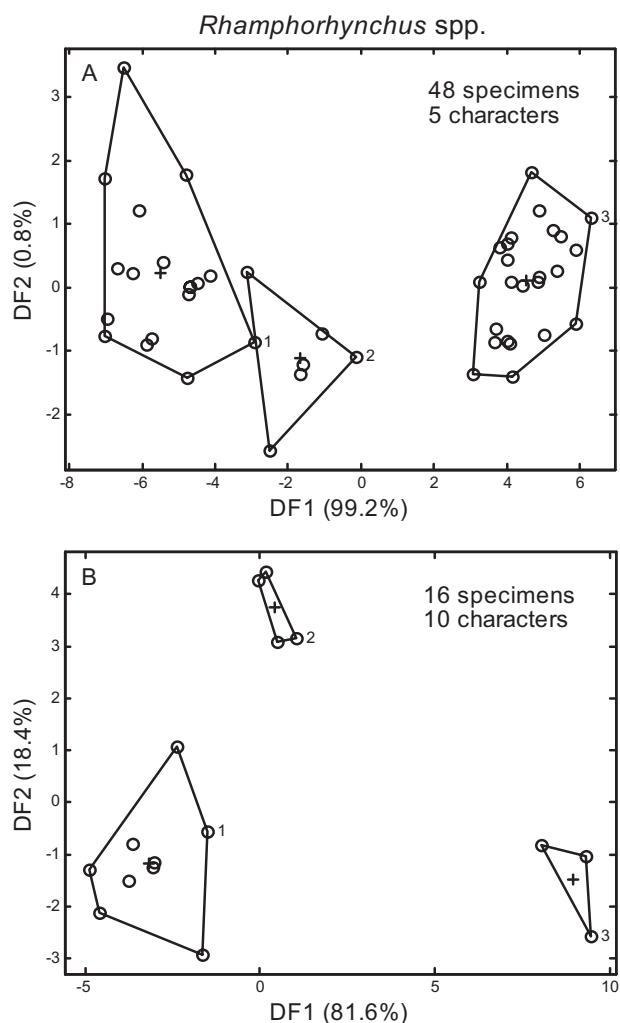 Rhamphorhynchus spp.
A
48 specimens
5 characters
3
2
1
0
-1
-2
DF2 (0.8%)
1
2
3
-8
-6
-4
-2
0
2
4
6
DF1 (99.2%)
B
16 specimens
10 characters
4
3
2
1
0
-1
-2
-3
DF2 (18.4%)
1
2
3
-5
0
5
10
DF1 (81.6%)